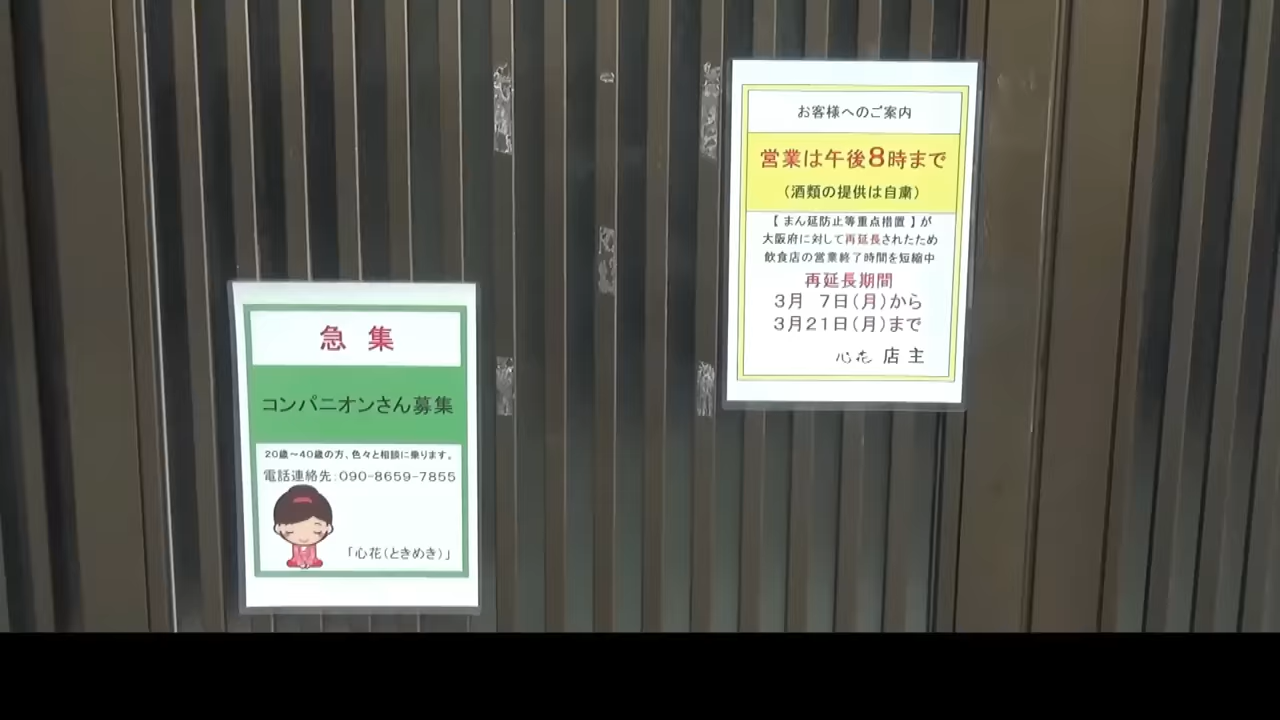 急 集
コンパニオンさん募集
20歳～40歳の方、色々と相談に乗ります。
電話連絡先:090-8659-7855
「心花(ときめき)」
お客様へのご案内
営業は午後8時まで
(酒類の提供は自粛)
【 まん延防止等重点措置 】が
大阪府に対して再延長されたため
飲食店の営業終了時間を短縮中
再延長期間
3月 7日(月)から
3月21日(月)まで
心花 店主